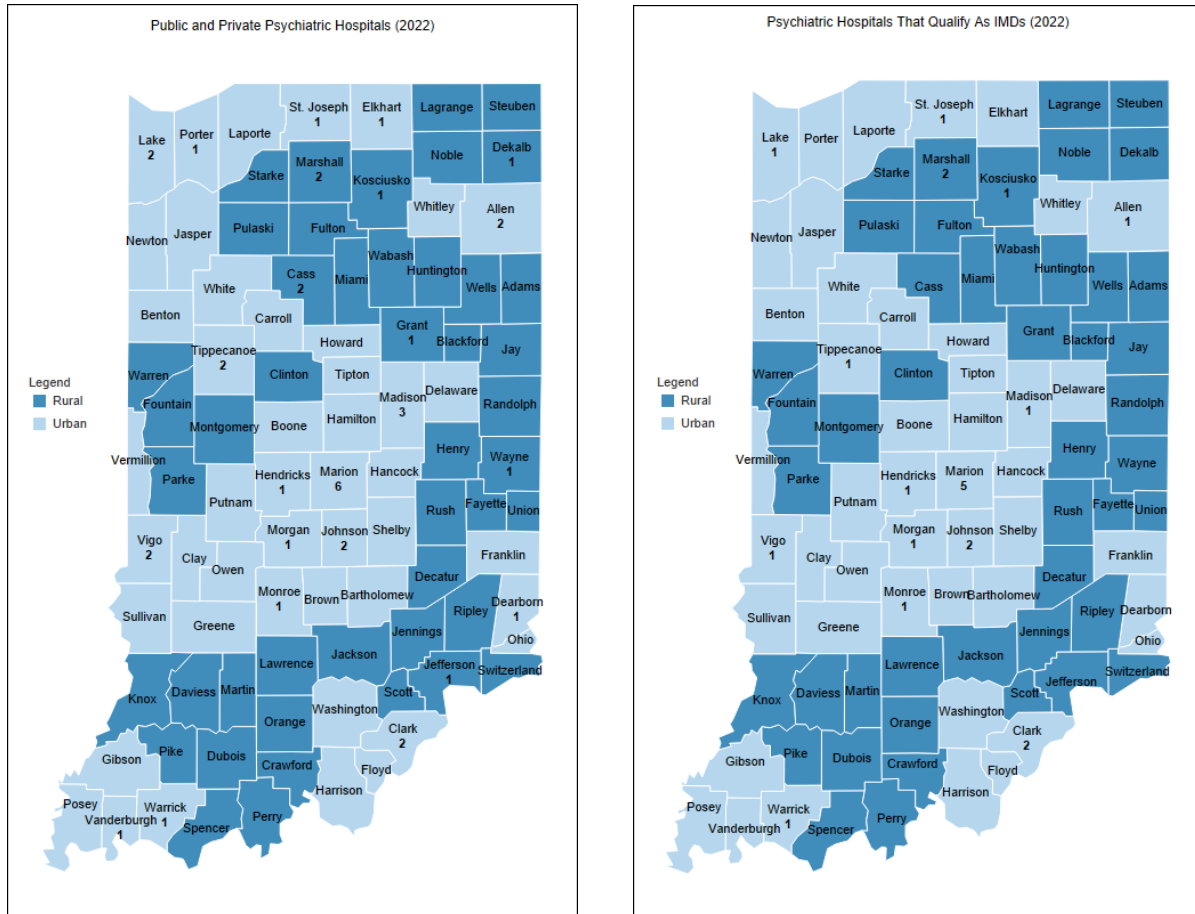 Public and Private Psychiatric Hospitals (2022)
St. Joseph
1
Elkhart
1
Lagrange
Steuben
Lake
2
Porter
1
Laporte
Marshall
2
Noble
Dekalb
1
Starke
Kosciusko
1
Whitley
Allen
2
Newton
Jasper
Pulaski
Fulton
Wabash
Huntington
Cass
2
Miami
Wells
Adams
White
Benton
Carroll
Grant
1
Blackford
Jay
Howard
Tippecanoe
2
Warren
Clinton
Tipton
Madison
3
Delaware
Legend
Rural
Urban
Fountain
Montgomery
Boone
Hamilton
Randolph
Vermillion
Parke
Hendricks
1
Marion
6
Hancock
Henry
Wayne
1
Putnam
Rush
Fayette
Union
Vigo
2
Clay
Owen
Morgan
1
Johnson
2
Shelby
Franklin
Decatur
Sullivan
Greene
Monroe
1
Brown
Bartholomew
Ripley
Dearborn
1
Ohio
Jennings
Lawrence
Jackson
Jefferson
1
Switzerland
Knox
Daviess
Martin
Scott
Orange
Washington
Clark
2
Gibson
Pike
Dubois
Crawford
Floyd
Harrison
Posey
Vanderburgh
1
Warrick
1
Spencer
Perry
Psychiatric Hospitals That Qualify As IMDs (2022)
St. Joseph
1
Elkhart
Lagrange
Steuben
Lake
1
Porter
Laporte
Marshall
2
Noble
Dekalb
Starke
Kosciusko
1
Whitley
Allen
1
Newton
Jasper
Pulaski
Fulton
Wabash
Huntington
Cass
Miami
Wells
Adams
White
Benton
Carroll
Grant
Blackford
Jay
Howard
Tippecanoe
1
Warren
Clinton
Tipton
Madison
1
Delaware
Legend
Rural
Urban
Fountain
Montgomery
Boone
Hamilton
Randolph
Vermillion
Parke
Hendricks
1
Marion
5
Hancock
Henry
Wayne
Putnam
Rush
Fayette
Union
Vigo
1
Clay
Owen
Morgan
1
Johnson
2
Shelby
Franklin
Decatur
Sullivan
Greene
Monroe
1
Brown
Bartholomew
Ripley
Dearborn
Ohio
Jennings
Lawrence
Jackson
Jefferson
Switzerland
Knox
Daviess
Martin
Scott
Orange
Washington
Clark
2
Gibson
Pike
Dubois
Crawford
Floyd
Harrison
Posey
Vanderburgh
Warrick
1
Spencer
Perry